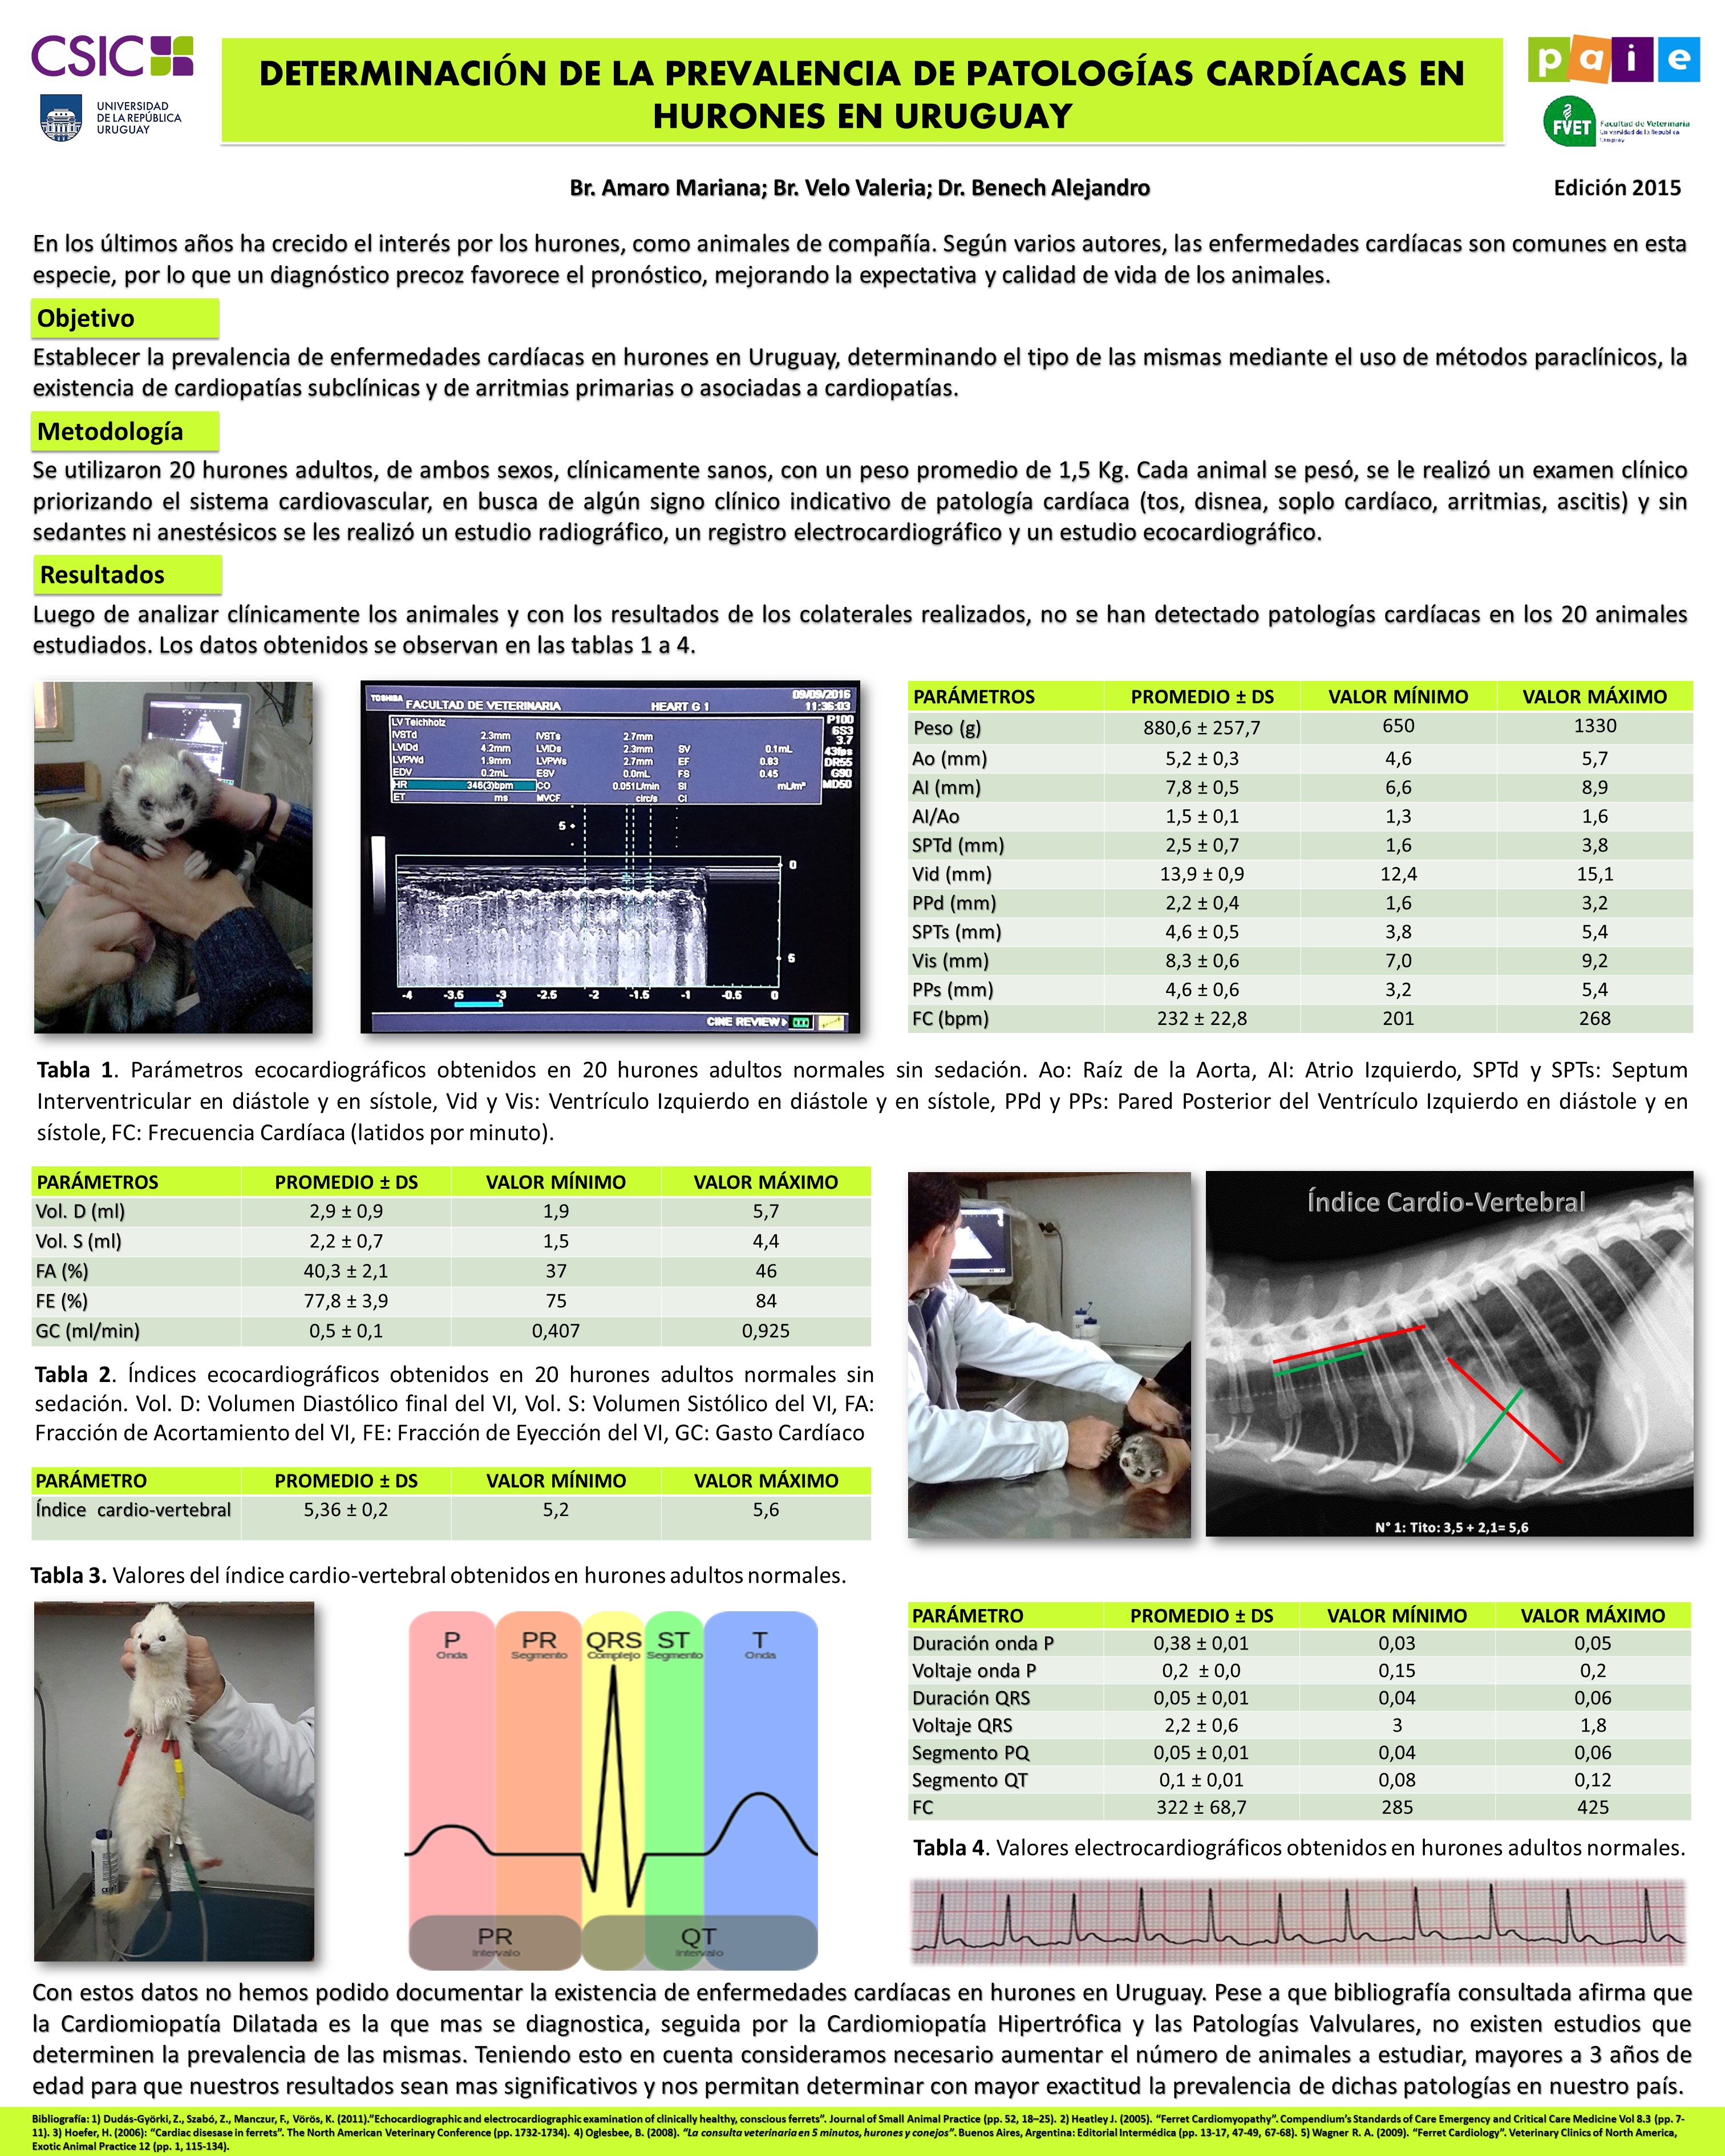 CSIC
UNIVERSIDAD
DE LA REPÚBLICA
URUGUAY
DETERMINACIÓN DE LA PREVALENCIA DE PATOLOGÍAS CARDÍACAS EN
HURONES EN URUGUAY
paie
FVET
Facultad de Veterinaria
Universidad de la República
Uruguay
Br. Amaro Mariana; Br. Velo Valeria; Dr. Benech Alejandro
Edición 2015
En los últimos años ha crecido el interés por los hurones, como animales de compañía. Según varios autores, las enfermedades cardíacas son comunes en esta
especie, por lo que un diagnóstico precoz favorece el pronóstico, mejorando la expectativa y calidad de vida de los animales.
Objetivo
Establecer la prevalencia de enfermedades cardíacas en hurones en Uruguay, determinando el tipo de las mismas mediante el uso de métodos paraclínicos, la
existencia de cardiopatías subclínicas y de arritmias primarias o asociadas a cardiopatías.
Metodología
Se utilizaron 20 hurones adultos, de ambos sexos, clínicamente sanos, con un peso promedio de 1,5 Kg. Cada animal se pesó, se le realizó un examen clínico
priorizando el sistema cardiovascular, en busca de algún signo clínico indicativo de patología cardíaca (tos, disnea, soplo cardíaco, arritmias, ascitis) y sin
sedantes ni anestésicos se les realizó un estudio radiográfico, un registro electrocardiográfico y un estudio ecocardiográfico.
Resultados
Luego de analizar clínicamente los animales y con los resultados de los colaterales realizados, no se han detectado patologías cardíacas en los 20 animales
estudiados. Los datos obtenidos se observan en las tablas 1 a 4.
TOSHIBA FACULTAD DE VETERINARIA HEART G 1 09/09/2016
11:36:03
LV Teichholz P100
IVSTd 2.3mm IVSTs 2.7mm 6S3
LVIDd 4.2mm LVIDs 2.3mm SV 0.1mL 3.7
LVPWd 1.9mm LVPWs 2.7mm EF 0.83 43fps
EDV 0.2mL ESV 0.0mL FS 0.45 DR55
HR 346(3)bpm CO 0.051L/min SI mL/m² G90
ET ms MVCF circ/s CI MD50
5
0
5
-4 -3.5 -3 -2.5 -2 -1.5 -1 -0.5 0
CINE REVIEW
PARÁMETROS PROMEDIO ± DS VALOR MÍNIMO VALOR MÁXIMO
Peso (g) 880,6 ± 257,7 650 1330
Ao (mm) 5,2 ± 0,3 4,6 5,7
AI (mm) 7,8 ± 0,5 6,6 8,9
AI/Ao 1,5 ± 0,1 1,3 1,6
SPTd (mm) 2,5 ± 0,7 1,6 3,8
Vid (mm) 13,9 ± 0,9 12,4 15,1
PPd (mm) 2,2 ± 0,4 1,6 3,2
SPTs (mm) 4,6 ± 0,5 3,8 5,4
Vis (mm) 8,3 ± 0,6 7,0 9,2
PPs (mm) 4,6 ± 0,6 3,2 5,4
FC (bpm) 232 ± 22,8 201 268
Tabla 1. Parámetros ecocardiográficos obtenidos en 20 hurones adultos normales sin sedación. Ao: Raíz de la Aorta, AI: Atrio Izquierdo, SPTd y SPTs: Septum
Interventricular en diástole y en sístole, Vid y Vis: Ventrículo Izquierdo en diástole y en sístole, PPd y PPs: Pared Posterior del Ventrículo Izquierdo en diástole y en
sístole, FC: Frecuencia Cardíaca (latidos por minuto).
PARÁMETROS PROMEDIO ± DS VALOR MÍNIMO VALOR MÁXIMO
Vol. D (ml) 2,9 ± 0,9 1,9 5,7
Vol. S (ml) 2,2 ± 0,7 1,5 4,4
FA (%) 40,3 ± 2,1 37 46
FE (%) 77,8 ± 3,9 75 84
GC (ml/min) 0,5 ± 0,1 0,407 0,925
Tabla 2. Índices ecocardiográficos obtenidos en 20 hurones adultos normales sin
sedación. Vol. D: Volumen Diastólico final del VI, Vol. S: Volumen Sistólico del VI, FA:
Fracción de Acortamiento del VI, FE: Fracción de Eyección del VI, GC: Gasto Cardíaco
PARÁMETRO PROMEDIO ± DS VALOR MÍNIMO VALOR MÁXIMO
Índice cardio-vertebral 5,36 ± 0,2 5,2 5,6
Tabla 3. Valores del índice cardio-vertebral obtenidos en hurones adultos normales.
Índice Cardio-Vertebral
N° 1: Tito: 3,5 + 2,1= 5,6
P PR QRS ST T
Onda Segmento Complejo Segmento Onda
PR QT
Intervalo Intervalo
PARÁMETRO PROMEDIO ± DS VALOR MÍNIMO VALOR MÁXIMO
Duración onda P 0,38 ± 0,01 0,03 0,05
Voltaje onda P 0,2 ± 0,0 0,15 0,2
Duración QRS 0,05 ± 0,01 0,04 0,06
Voltaje QRS 2,2 ± 0,6 3 1,8
Segmento PQ 0,05 ± 0,01 0,04 0,06
Segmento QT 0,1 ± 0,01 0,08 0,12
FC 322 ± 68,7 285 425
Tabla 4. Valores electrocardiográficos obtenidos en hurones adultos normales.
Con estos datos no hemos podido documentar la existencia de enfermedades cardíacas en hurones en Uruguay. Pese a que bibliografía consultada afirma que
la Cardiomiopatía Dilatada es la que mas se diagnostica, seguida por la Cardiomiopatía Hipertrófica y las Patologías Valvulares, no existen estudios que
determinen la prevalencia de las mismas. Teniendo esto en cuenta consideramos necesario aumentar el número de animales a estudiar, mayores a 3 años de
edad para que nuestros resultados sean mas significativos y nos permitan determinar con mayor exactitud la prevalencia de dichas patologías en nuestro país.
Bibliografía: 1) Dudás-Györki, Z., Szabó, Z., Manczur, F., Vörös, K. (2011)."Echocardiographic and electrocardiographic examination of clinically healthy, conscious ferrets". Journal of Small Animal Practice (pp. 52, 18–25). 2) Heatley J. (2005). "Ferret Cardiomyopathy". Compendium's Standards of Care Emergency and Critical Care Medicine Vol 8.3 (pp. 7-
11). 3) Hoefer, H. (2006): "Cardiac disesase in ferrets". The North American Veterinary Conference (pp. 1732-1734). 4) Oglesbee, B. (2008). "La consulta veterinaria en 5 minutos, hurones y conejos". Buenos Aires, Argentina: Editorial Intermédica (pp. 13-17, 47-49, 67-68). 5) Wagner R. A. (2009). "Ferret Cardiology". Veterinary Clinics of North America,
Exotic Animal Practice 12 (pp. 1, 115-134).